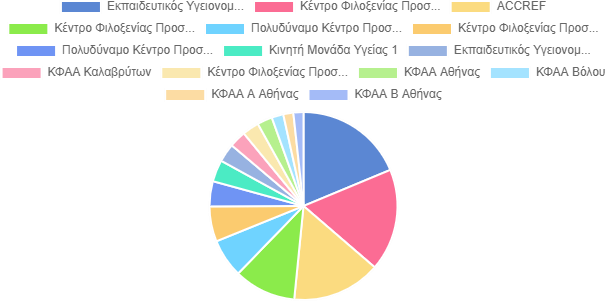 Εκπαιδευτικός Υγειονομ... Κέντρο Φιλοξενίας Προσ... ACCREF
Κέντρο Φιλοξενίας Προσ... Πολυδύναμο Κέντρο Προσ... Κέντρο Φιλοξενίας Προσ...
Πολυδύναμο Κέντρο Προσ... Κινητή Μονάδα Υγείας 1 Εκπαιδευτικός Υγειονομ...
ΚΦΑΑ Καλαβρύτων Κέντρο Φιλοξενίας Προσ... ΚΦΑΑ Αθήνας ΚΦΑΑ Βόλου
ΚΦΑΑ Α Αθήνας ΚΦΑΑ Β Αθήνας